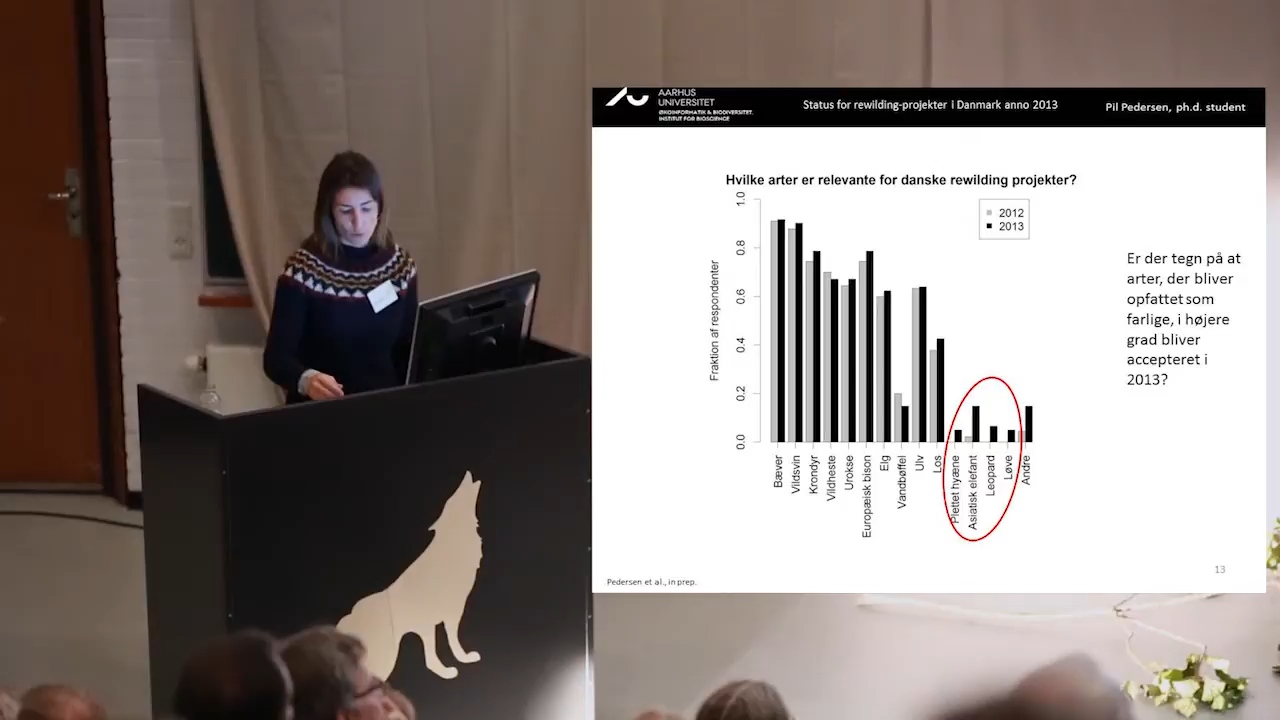 AARHUS
UNIVERSITET
ØKOINFORMATIK & BIODIVERSITET,
INSTITUT FOR BIOSCIENCE
Status for rewilding-projekter i Danmark anno 2013
Pil Pedersen, ph.d. student
Hvilke arter er relevante for danske rewilding projekter?
2012
2013
Fraktion af respondenter
1.0
0.8
0.6
0.4
0.2
0.0
Bæver
Vildsvin
Krondyr
Vildheste
Urokse
Europæisk bison
Elg
Vandbøffel
Ulv
Los
Plettet hyæne
Asiatisk elefant
Leopard
Løve
Andre
Er der tegn på at
arter, der bliver
opfattet som
farlige, i højere
grad bliver
accepteret i
2013?
13
Pedersen et al., in prep.